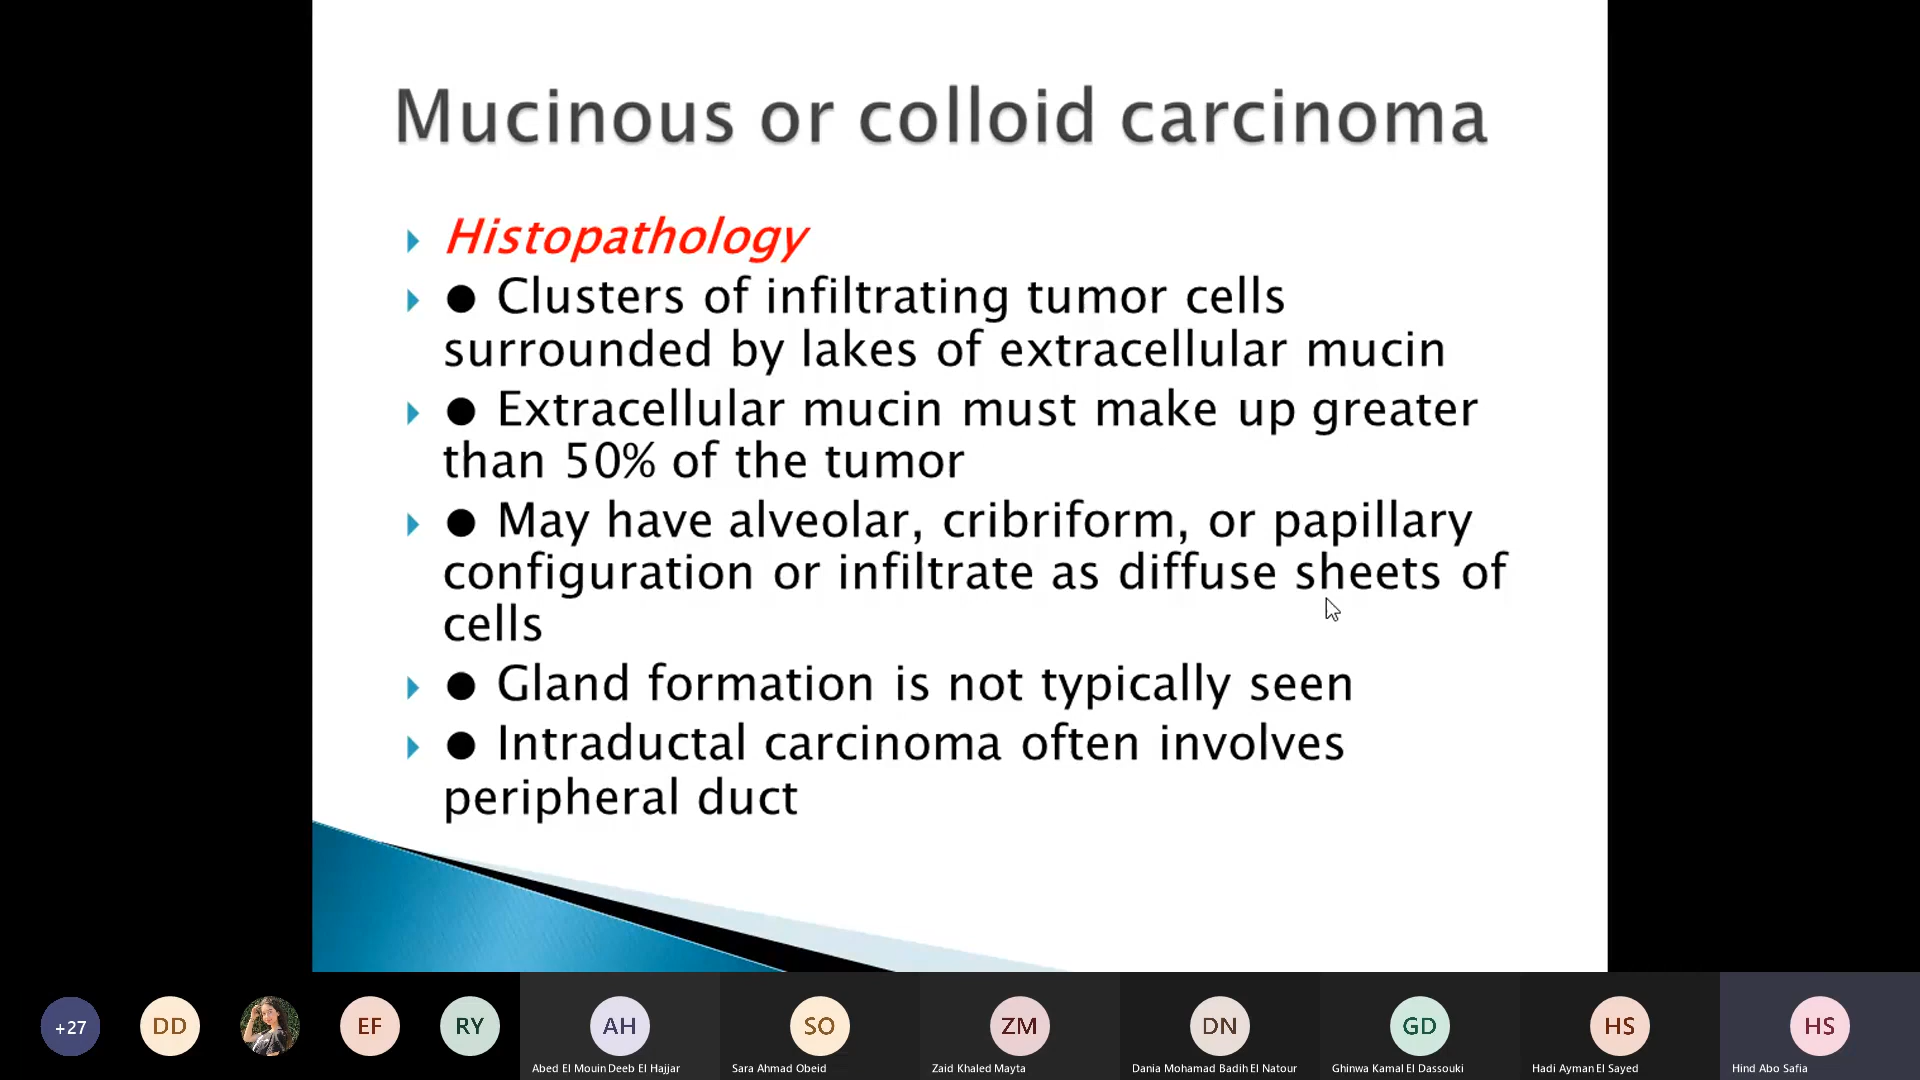 Mucinous or colloid carcinoma
Histopathology
● Clusters of infiltrating tumor cells
surrounded by lakes of extracellular mucin
● Extracellular mucin must make up greater
than 50% of the tumor
● May have alveolar, cribriform, or papillary
configuration or infiltrate as diffuse sheets of
cells
● Gland formation is not typically seen
● Intraductal carcinoma often involves
peripheral duct
+27
DD
EF
RY
AH
SO
ZM
DN
GD
HS
HS
Abed El Mouin Deeb El Hajjar
Sara Ahmad Obeid
Zaid Khaled Mayta
Dania Mohamad Badih El Natour
Ghinwa Kamal El Dassouki
Hadi Ayman El Sayed
Hind Abo Safia